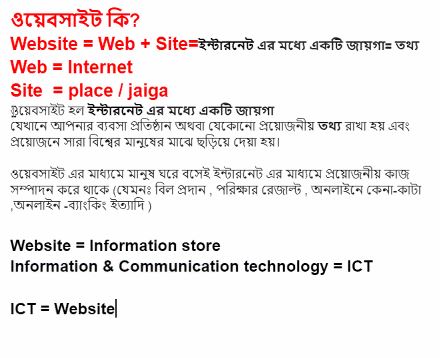 ওয়েবসাইট কি?
Website = Web + Site=ইন্টারনেট এর মধ্যে একটি জায়গা= তথ্য
Web = Internet
Site = place / jaiga
ওয়েবসাইট হল ইন্টারনেট এর মধ্যে একটি জায়গা
যেখানে আপনার ব্যবসা প্রতিষ্ঠান অথবা যেকোনো প্রয়োজনীয় তথ্য রাখা হয় এবং
প্রয়োজনে সারা বিশ্বের মানুষের মাঝে ছড়িয়ে দেয়া হয়।
ওয়েবসাইট এর মাধ্যমে মানুষ ঘরে বসেই ইন্টারনেট এর মাধ্যমে প্রয়োজনীয় কাজ
সম্পাদন করে থাকে (যেমনঃ বিল প্রদান , পরিক্ষার রেজাল্ট , অনলাইনে কেনা-কাটা
,অনলাইন -ব্যাংকিং ইত্যাদি )
Website = Information store
Information & Communication technology = ICT
ICT = Website